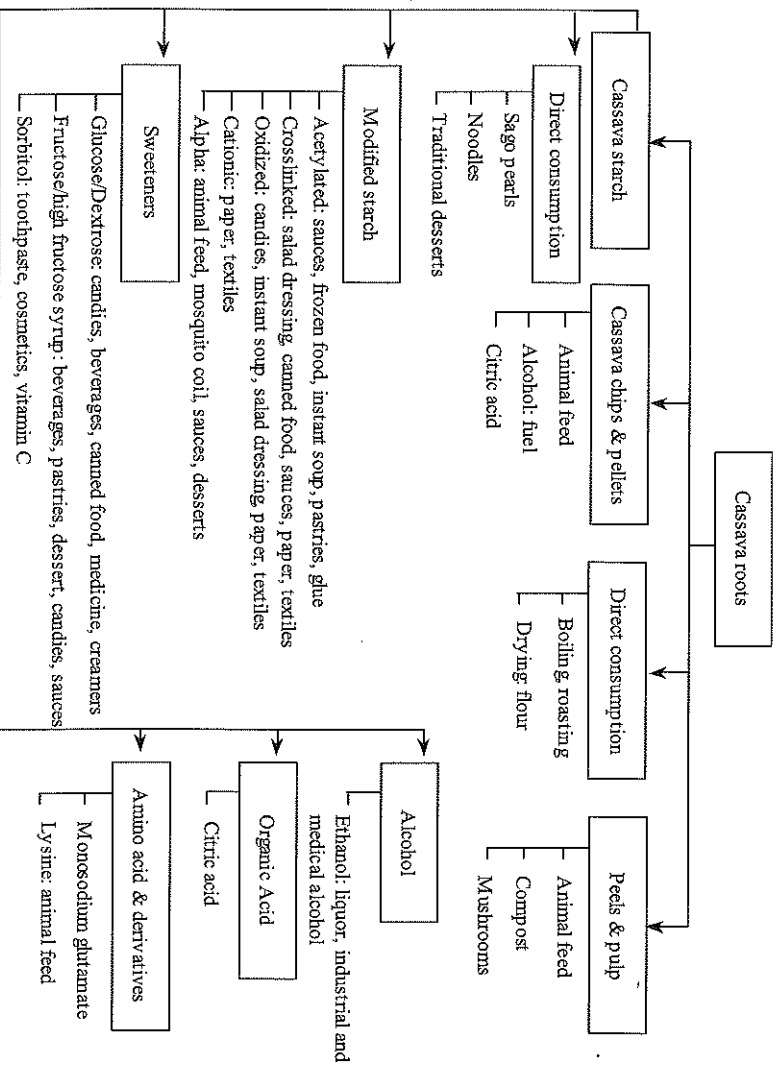 Cassava roots
Cassava starch
Cassava chips & pellets
Direct consumption
Peels & pulp
Animal feed
Alcohol: fuel
Citric acid
Boiling, roasting
Drying: flour
Animal feed
Compost
Mushrooms
Direct consumption
Sago pearls
Noodles
Traditional desserts
Modified starch
Acetylated: sauces, frozen food, instant soup, pastries, glue
Crosslinked: salad dressing, canned food, sauces, paper, textiles
Oxidized: candies, instant soup, salad dressing, paper, textiles
Cationic: paper, textiles
Alpha: animal feed, mosquito coil, sauces, desserts
Sweeteners
Glucose/Dextrose: candies, beverages, canned food, medicine, creamers
Fructose/high fructose syrup : beverages, pastries, dessert, candies, sauces
Sorbitol: toothpaste, cosmetics, vitamin C
Alcohol
Ethanol: liquor, industrial and
medical alcohol
Organic Acid
Citric acid
Amino acid & derivatives
Monosodium glutamate
Lysine: animal feed